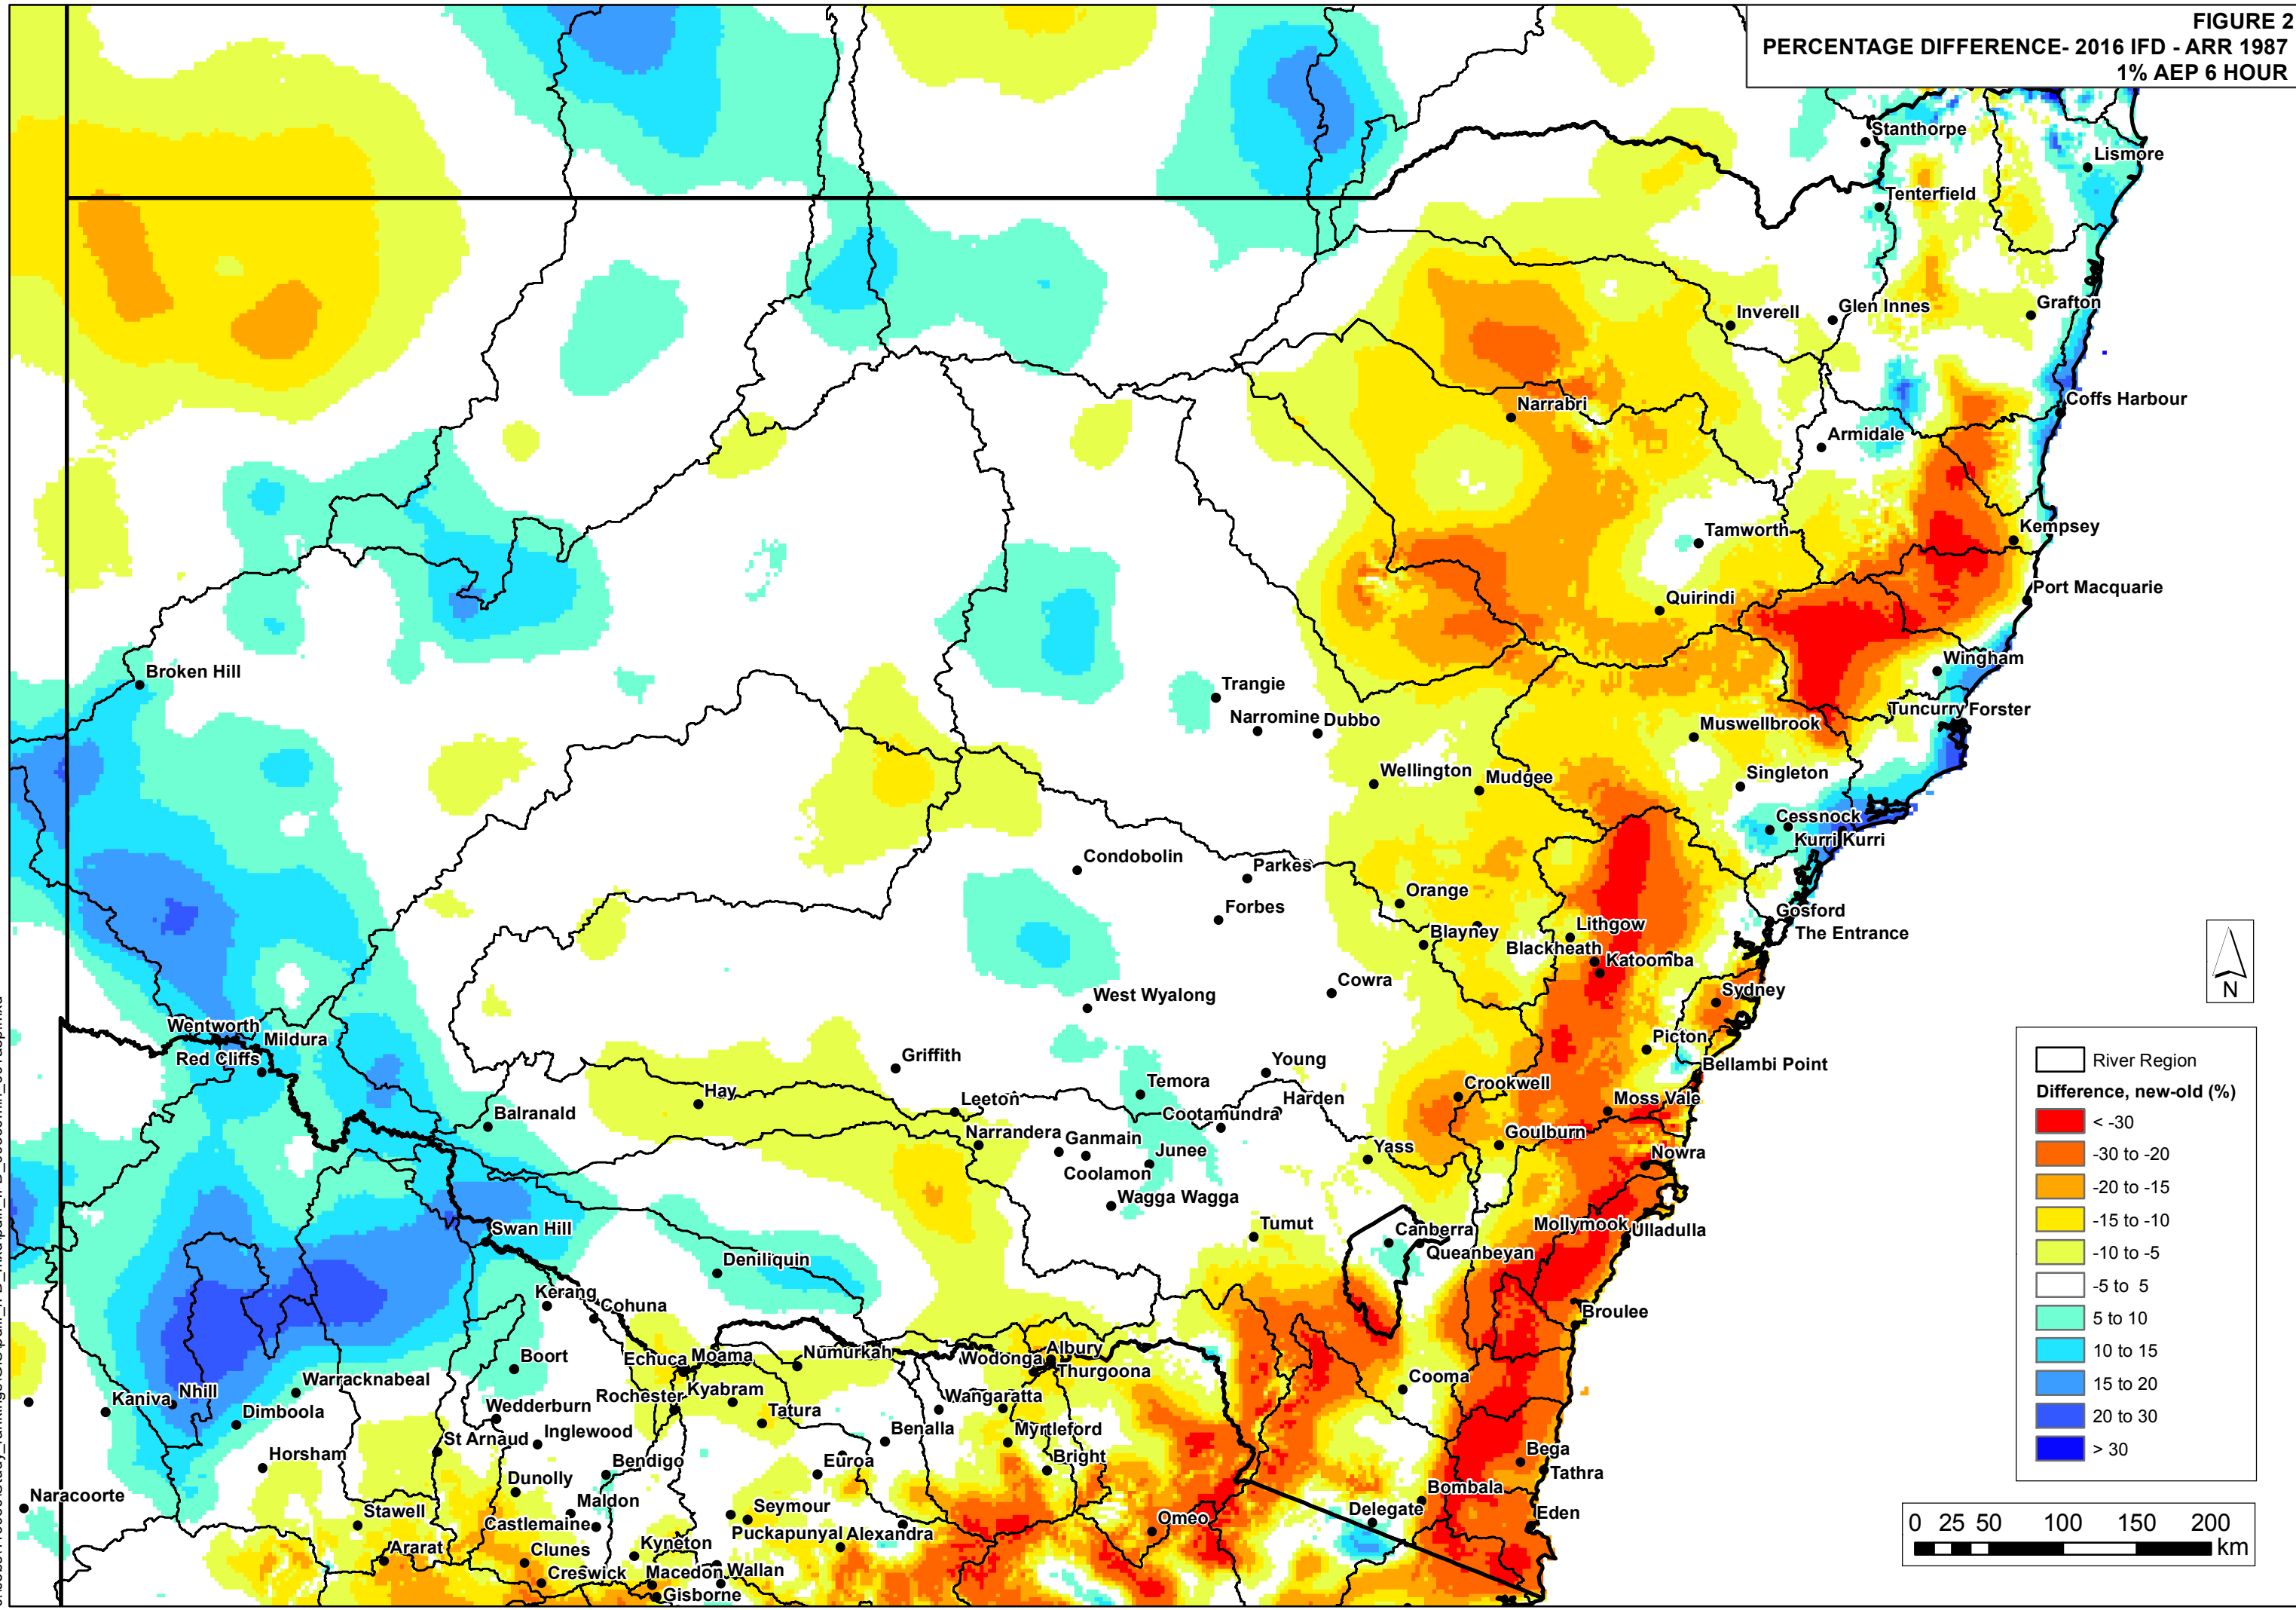 FIGURE 2
PERCENTAGE DIFFERENCE- 2016 IFD - ARR 1987
1% AEP 6 HOUR
Stanthorpe
Lismore
Tenterfield
Inverell
Glen Innes
Grafton
Narrabri
Coffs Harbour
Armidale
Tamworth
Kempsey
Quirindi
Port Macquarie
Broken Hill
Wingham
Trangie
Narromine
Dubbo
Tuncurry
Forster
Muswellbrook
Wellington
Mudgee
Singleton
Cessnock
Kurri Kurri
Condobolin
Parkes
Orange
Forbes
Gosford
Blayney
Lithgow
The Entrance
Blackheath
Katoomba
Cowra
West Wyalong
Sydney
N
Wentworth
Mildura
Red Cliffs
Griffith
Young
Picton
Bellambi Point
Temora
Crookwell
Hay
Leeton
Balranald
Cootamundra
Harden
Moss Vale
Narrandera
Ganmain
Junee
Yass
Goulburn
Coolamon
Nowra
Wagga Wagga
Swan Hill
Tumut
Canberra
Mollymook
Ulladulla
Queanbeyan
Deniliquin
Kerang
Cohuna
Broulee
Boort
Echuca
Moama
Numurkah
Wodonga
Albury
Thurgoona
Kaniva
Nhill
Warracknabeal
Rochester
Kyabram
Wangaratta
Cooma
Dimboola
Wedderburn
Tatura
St Arnaud
Inglewood
Benalla
Myrtleford
Horsham
Bendigo
Euroa
Bright
Bega
Tathra
Dunolly
Naracoorte
Stawell
Maldon
Seymour
Bombala
Castlemaine
Puckapunyal
Alexandra
Omeo
Delegate
Eden
Ararat
Clunes
Kyneton
Creswick
Macedon
Wallan
Gisborne
River Region
Difference, new-old (%)
< -30
-30 to -20
-20 to -15
-15 to -10
-10 to -5
-5 to 5
5 to 10
10 to 15
15 to 20
20 to 30
> 30
0 25 50 100 150 200
km